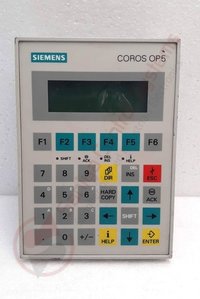 SIEMENS COROS OP5
F1 F2 F3 F4 F5 F6
SHIFT ACK DEL INS HELP
7 8 9 DIR DEL INS ESC
D E F
4 5 6 HARD COPY ACK
A B C
1 2 3 SHIFT
0 . +/- HELP ENTER